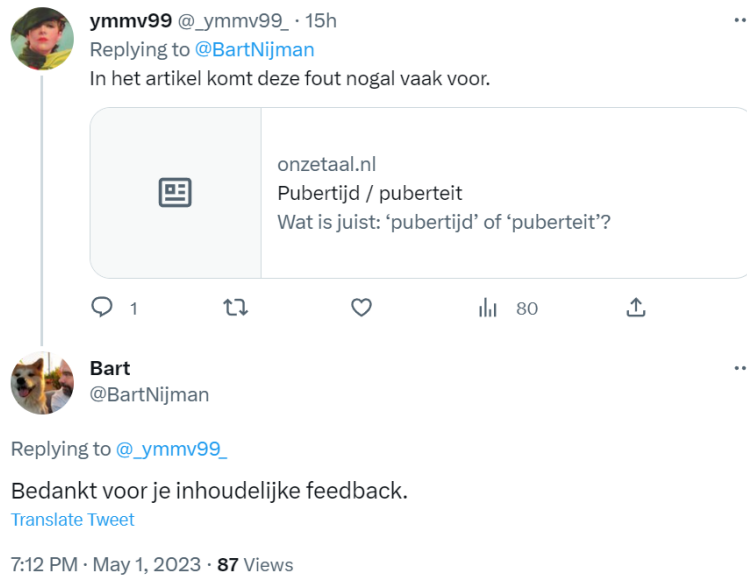 ymmv99 @_ymmv99_ · 15h
Replying to @BartNijman
In het artikel komt deze fout nogal vaak voor.
onzetaal.nl
Pubertijd / puberteit
Wat is juist: ‘pubertijd’ of ‘puberteit’?
1 80
Bart
@BartNijman
Replying to @_ymmv99_
Bedankt voor je inhoudelijke feedback.
Translate Tweet
7:12 PM · May 1, 2023 · 87 Views